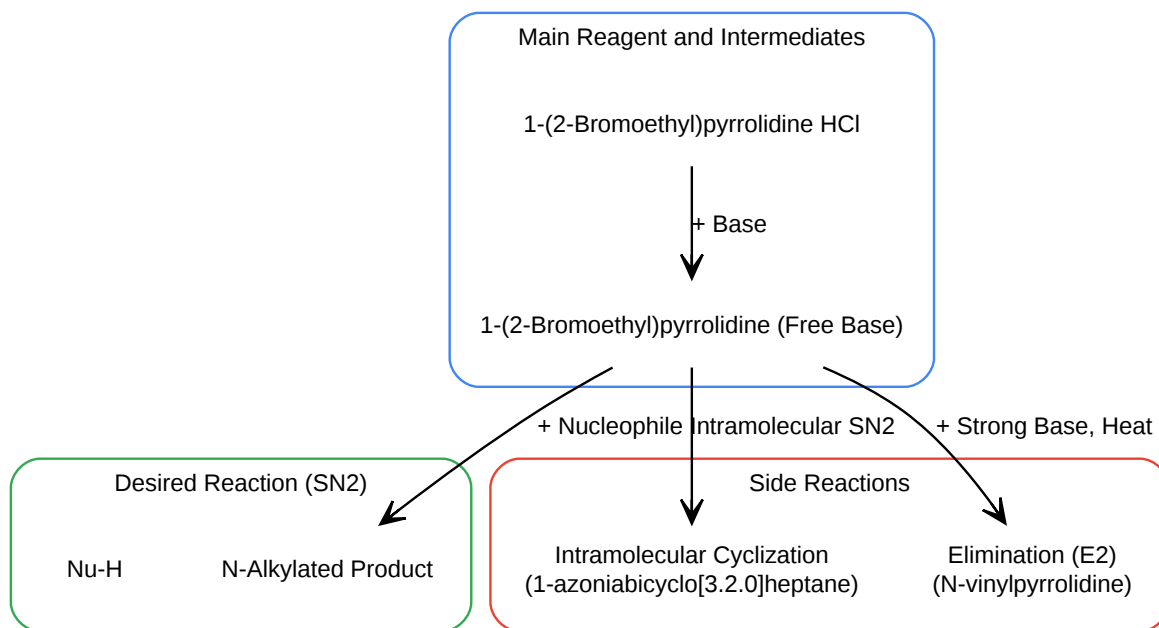 Main Reagent and Intermediates
1-(2-Bromoethyl)pyrrolidine HCl
+ Base
1-(2-Bromoethyl)pyrrolidine (Free Base)
+ Nucleophile
Intramolecular SN2
+ Strong Base, Heat
Desired Reaction (SN2)
Side Reactions
Nu-H
N-Alkylated Product
Intramolecular Cyclization
(1-azoniabicyclo[3.2.0]heptane)
Elimination (E2)
(N-vinylpyrrolidine)